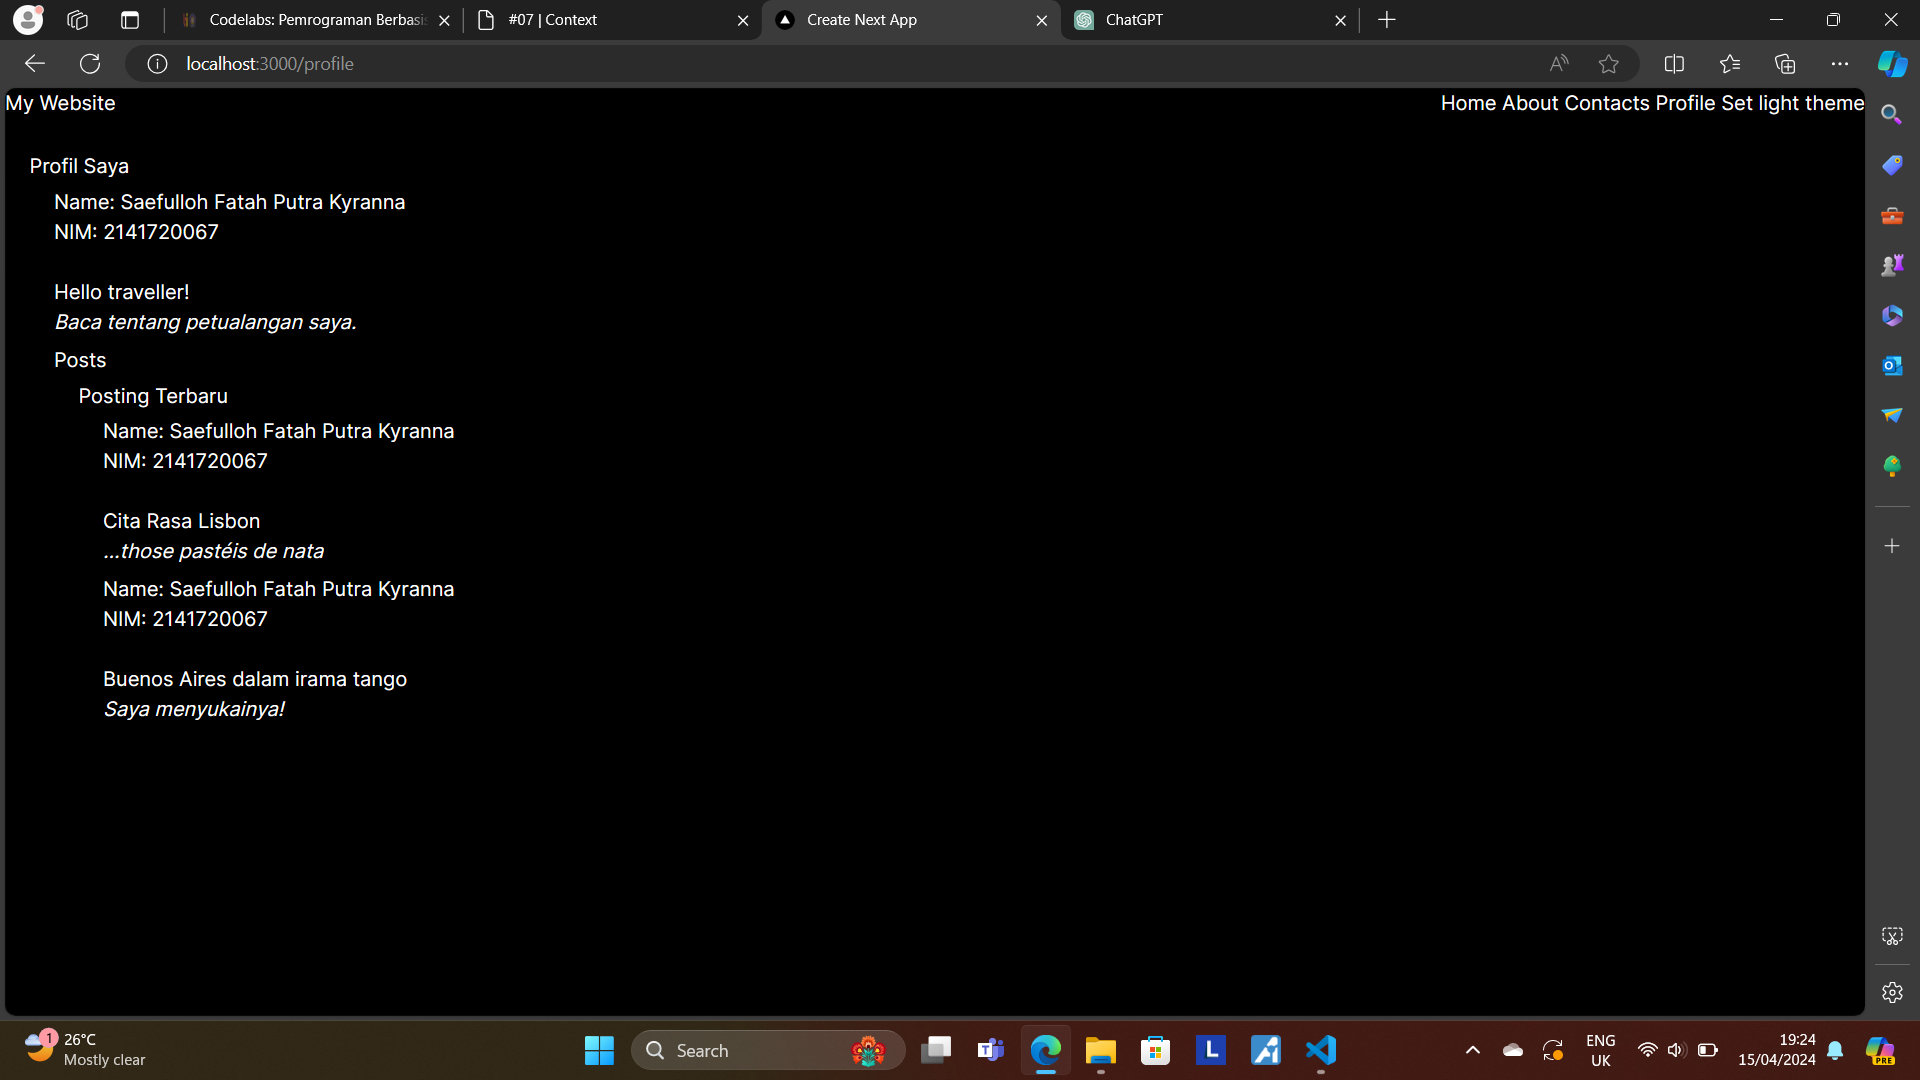 Codelabs: Pemrograman Berbasis
#07 | Context
Create Next App
ChatGPT
localhost:3000/profile
My Website
Home About Contacts Profile Set light theme
Profil Saya
Name: Saefulloh Fatah Putra Kyranna
NIM: 2141720067
Hello traveller!
Baca tentang petualangan saya.
Posts
Posting Terbaru
Name: Saefulloh Fatah Putra Kyranna
NIM: 2141720067
Cita Rasa Lisbon
...those pastéis de nata
Name: Saefulloh Fatah Putra Kyranna
NIM: 2141720067
Buenos Aires dalam irama tango
Saya menyukainya!
1
26°C
Mostly clear
Search
L
ENG
UK
19:24
15/04/2024
PRE